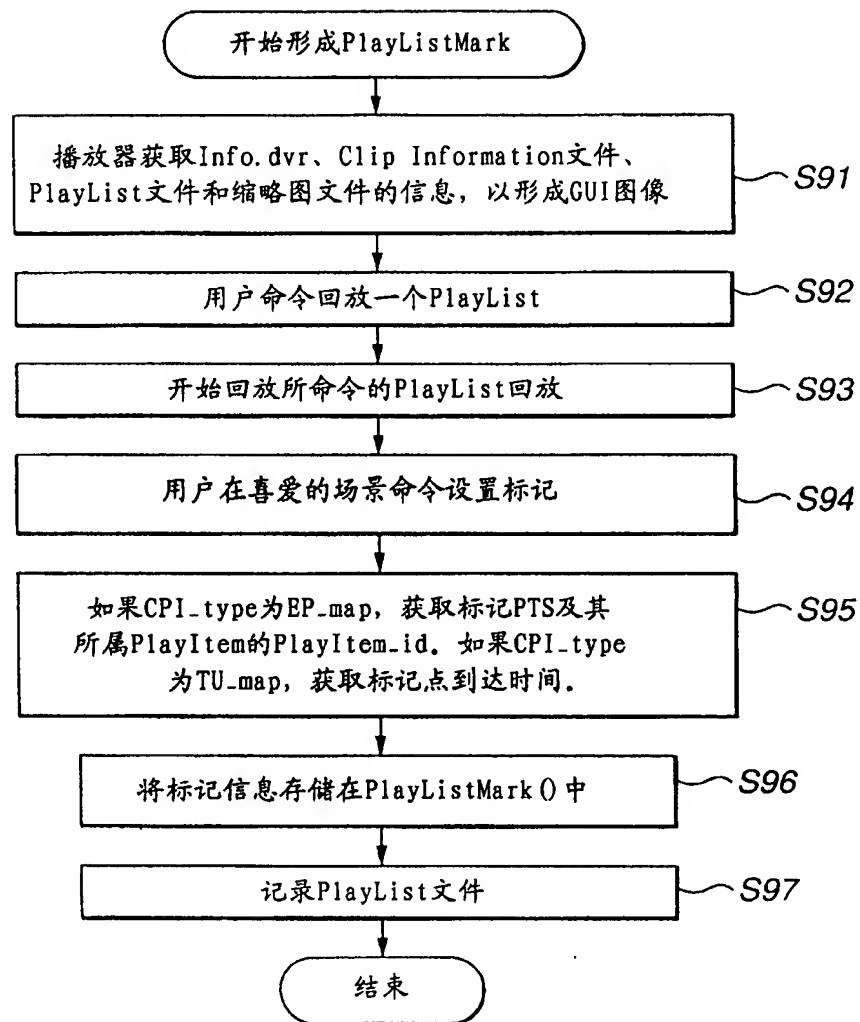 开始形成PlayListMark
播放器获取Info.dvr、Clip Information文件、
PlayList文件和缩略图文件的信息，以形成GUI图像
S91
用户命令回放一个PlayList
S92
开始回放所命令的PlayList回放
S93
用户在喜爱的场景命令设置标记
S94
如果CPI_type为EP_map，获取标记PTS及其
所属PlayItem的PlayItem_id。如果CPI_type
为TU_map，获取标记点到达时间。
S95
将标记信息存储在PlayListMark()中
S96
记录PlayList文件
S97
结束